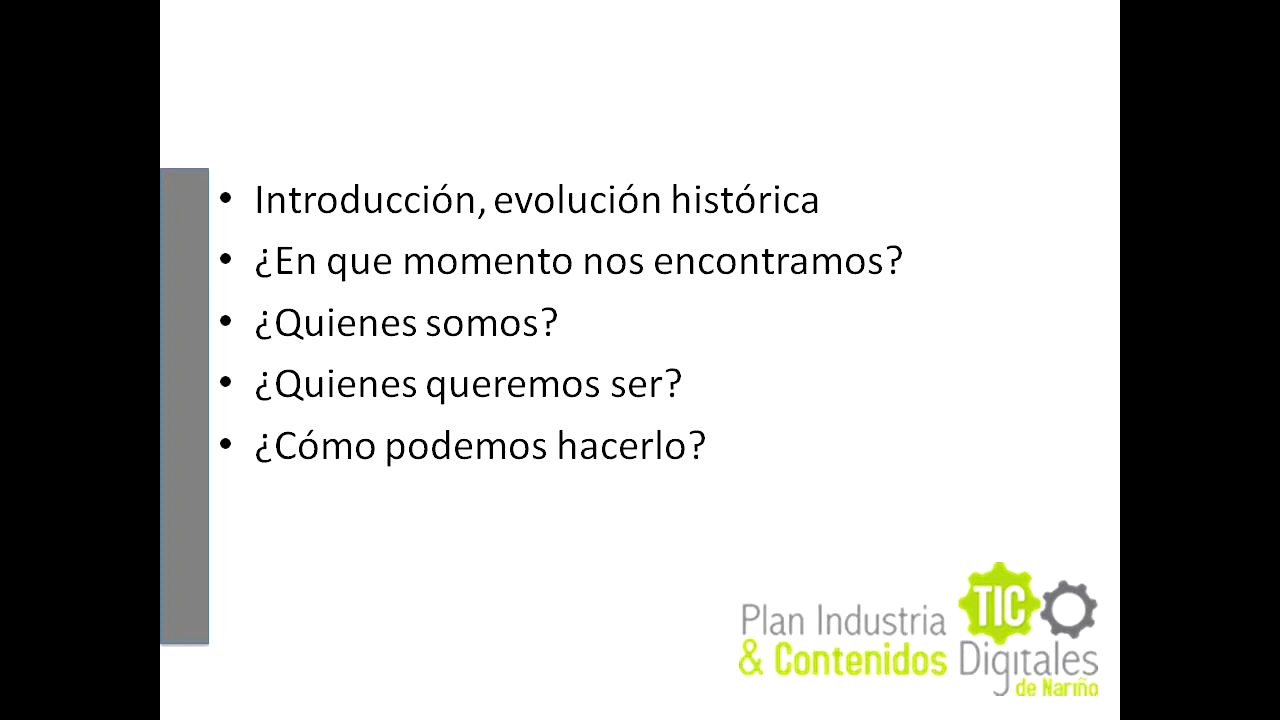 • Introducción, evolución histórica
• ¿En que momento nos encontramos?
• ¿Quienes somos?
• ¿Quienes queremos ser?
• ¿Cómo podemos hacerlo?
TIC
Plan Industria
& Contenidos Digitales
de Nariño